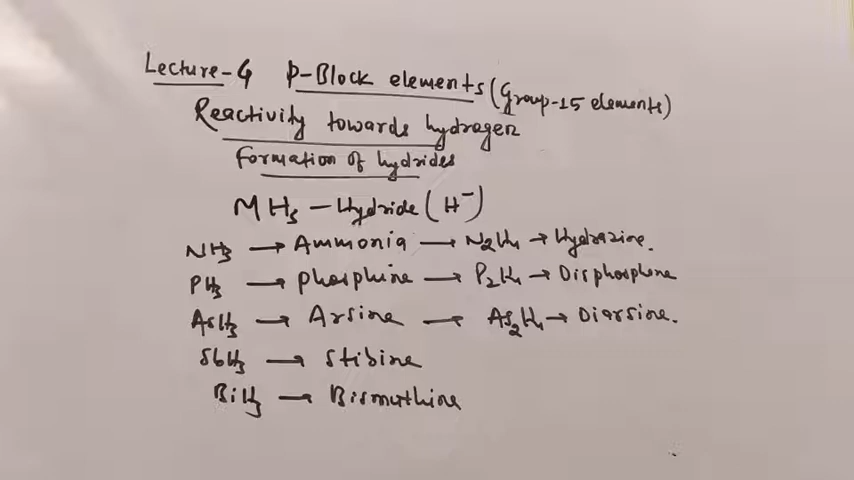 Lecture-4 P-Block elements (Group-15 elements)
Reactivity towards hydrogen
Formation of hydrides
MH3 - Hydride (H⁻)
NH3 → Ammonia → N2H4 → Hydrazine.
PH3 → Phosphine → P2H4 → Disphosphene
AsH3 → Arsine → As2H4 → Diarsine.
SbH3 → Stibine
BiH3 → Bismuthine